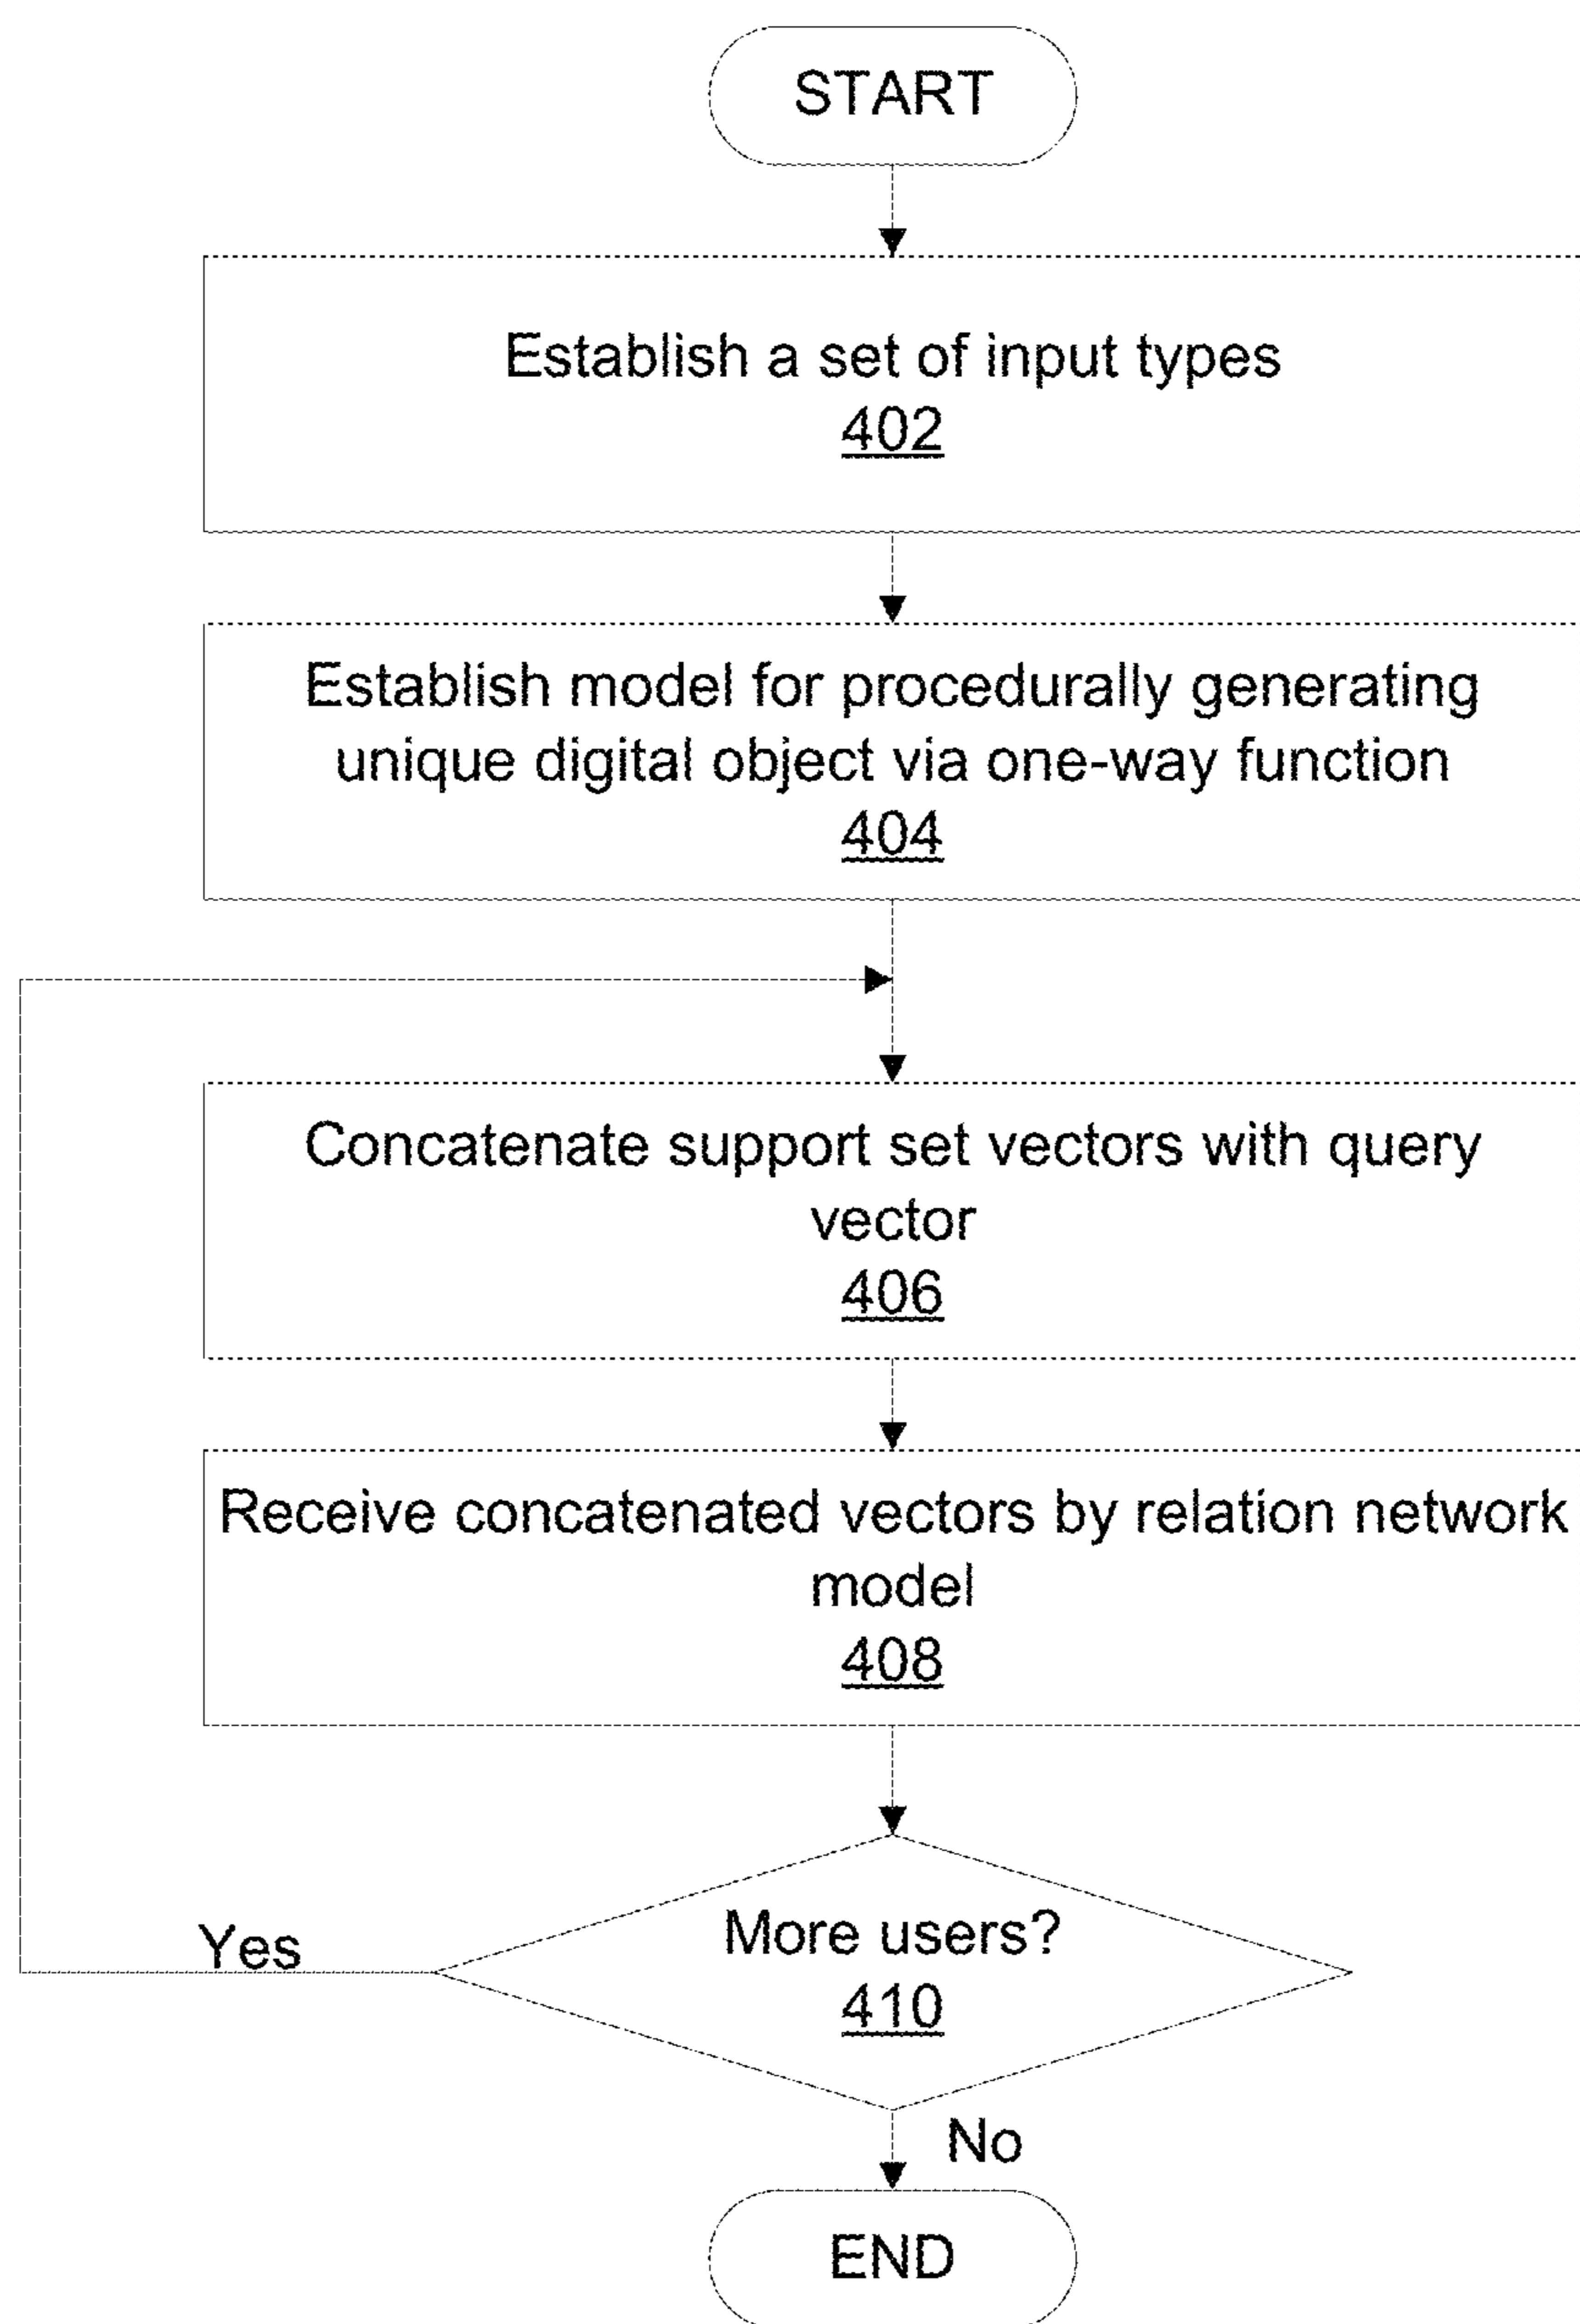 START
Establish a set of input types
402
Establish model for procedurally generating
unique digital object via one-way function
404
Concatenate support set vectors with query
vector
406
Receive concatenated vectors by relation network
model
408
More users?
410
Yes
No
END